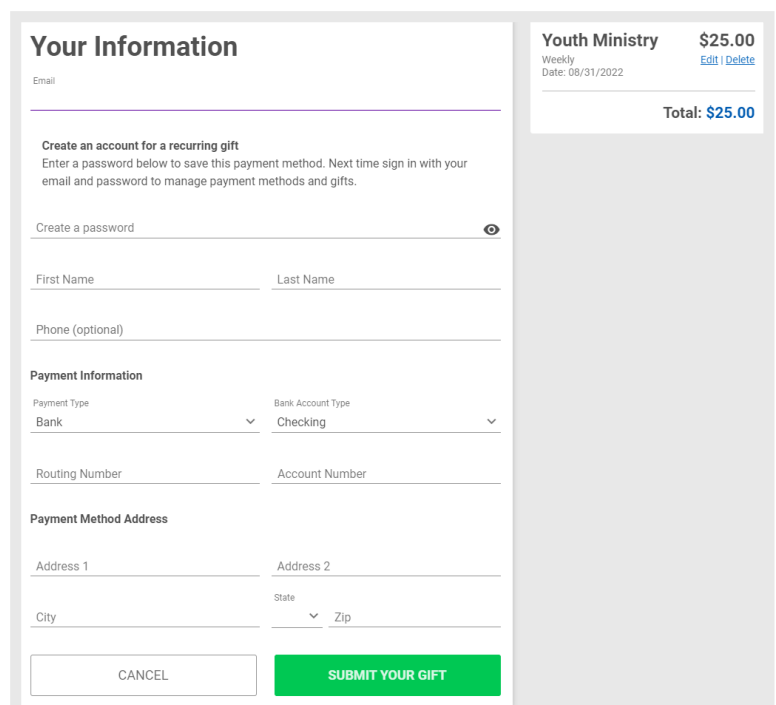 Your Information
Email
Create an account for a recurring gift
Enter a password below to save this payment method. Next time sign in with your
email and password to manage payment methods and gifts.
Create a password
First Name Last Name
Phone (optional)
Payment Information
Payment Type Bank Account Type
Bank Checking
Routing Number Account Number
Payment Method Address
Address 1 Address 2
State
City Zip
CANCEL SUBMIT YOUR GIFT
Youth Ministry $25.00
Weekly Edit | Delete
Date: 08/31/2022
Total: $25.00